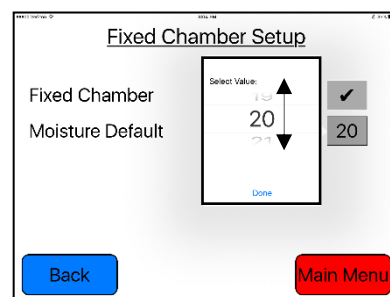 Fixed Chamber Setup
Select Value:
19
Fixed Chamber
✔
20
Moisture Default
20
21
Done
Back
Main Menu